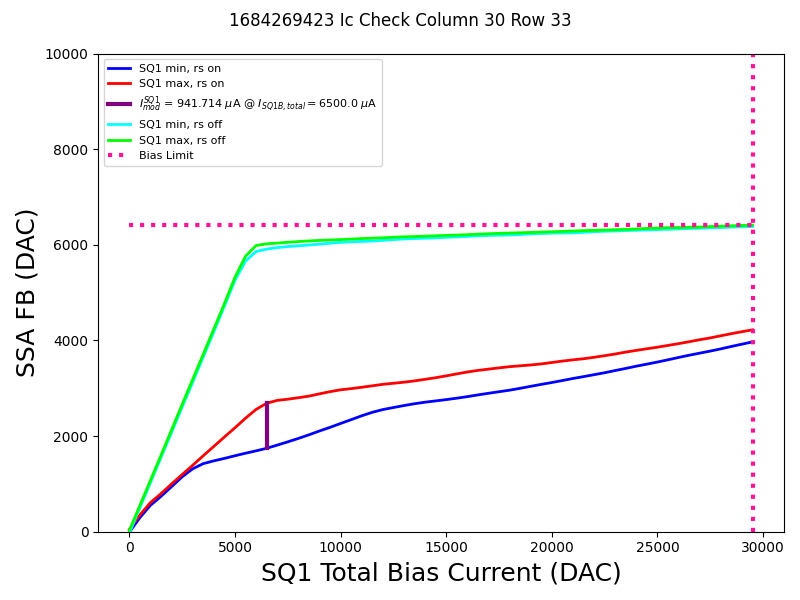 1684269423 Ic Check Column 30 Row 33
SSA FB (DAC)
10000
8000
6000
4000
2000
0
SQ1 min, rs on
SQ1 max, rs on
I_{mod}^{SQ1} = 941.714 μA @ I_{SQ1B,total} = 6500.0 μA
SQ1 min, rs off
SQ1 max, rs off
Bias Limit
0 5000 10000 15000 20000 25000 30000
SQ1 Total Bias Current (DAC)